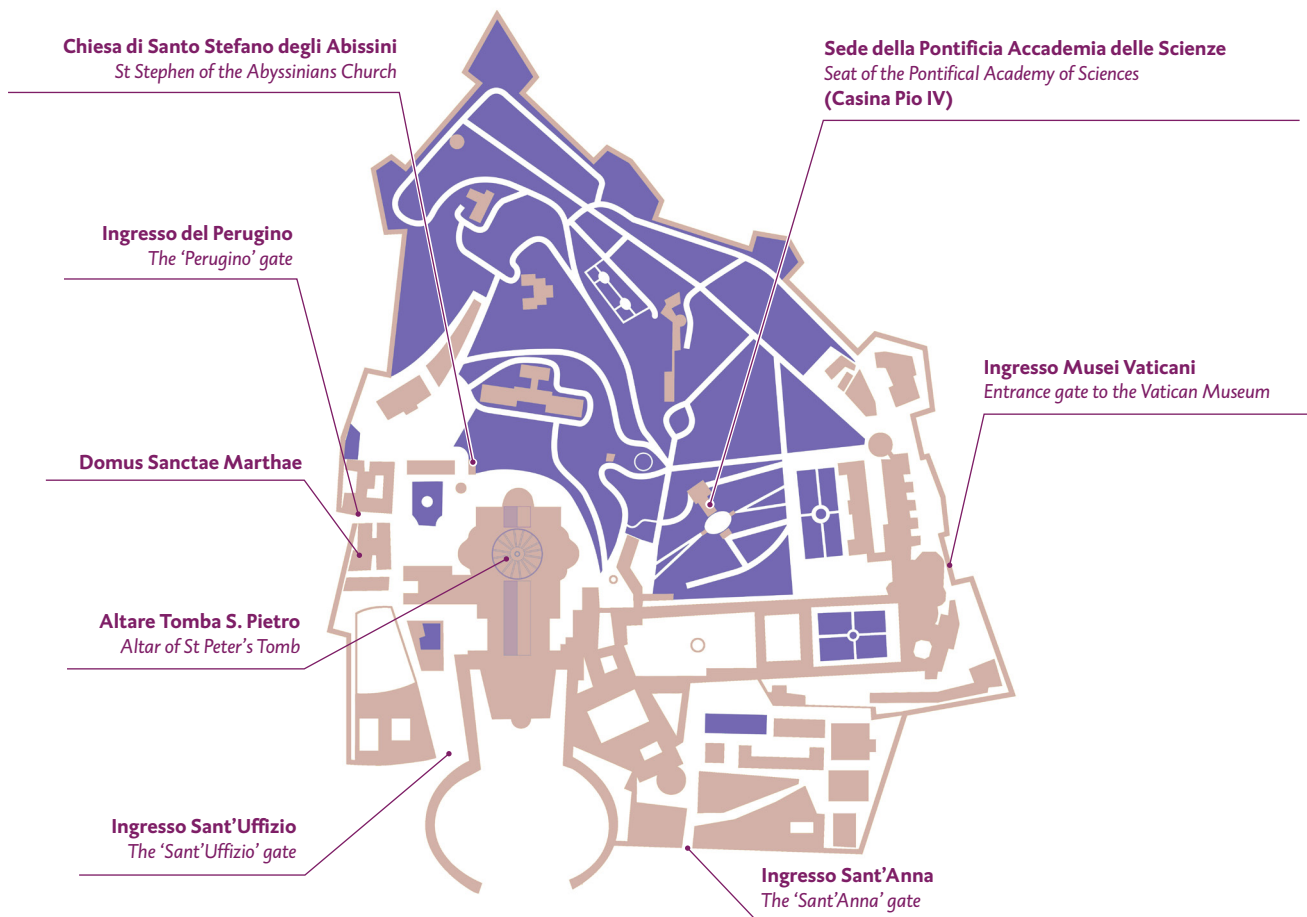 Chiesa di Santo Stefano degli Abissini
St Stephen of the Abyssinians Church
Sede della Pontificia Accademia delle Scienze
Seat of the Pontifical Academy of Sciences
(Casina Pio IV)
Ingresso del Perugino
The ‘Perugino’ gate
Ingresso Musei Vaticani
Entrance gate to the Vatican Museum
Domus Sanctae Marthae
Altare Tomba S. Pietro
Altar of St Peter’s Tomb
Ingresso Sant’Uffizio
The ‘Sant’Uffizio’ gate
Ingresso Sant’Anna
The ‘Sant’Anna’ gate